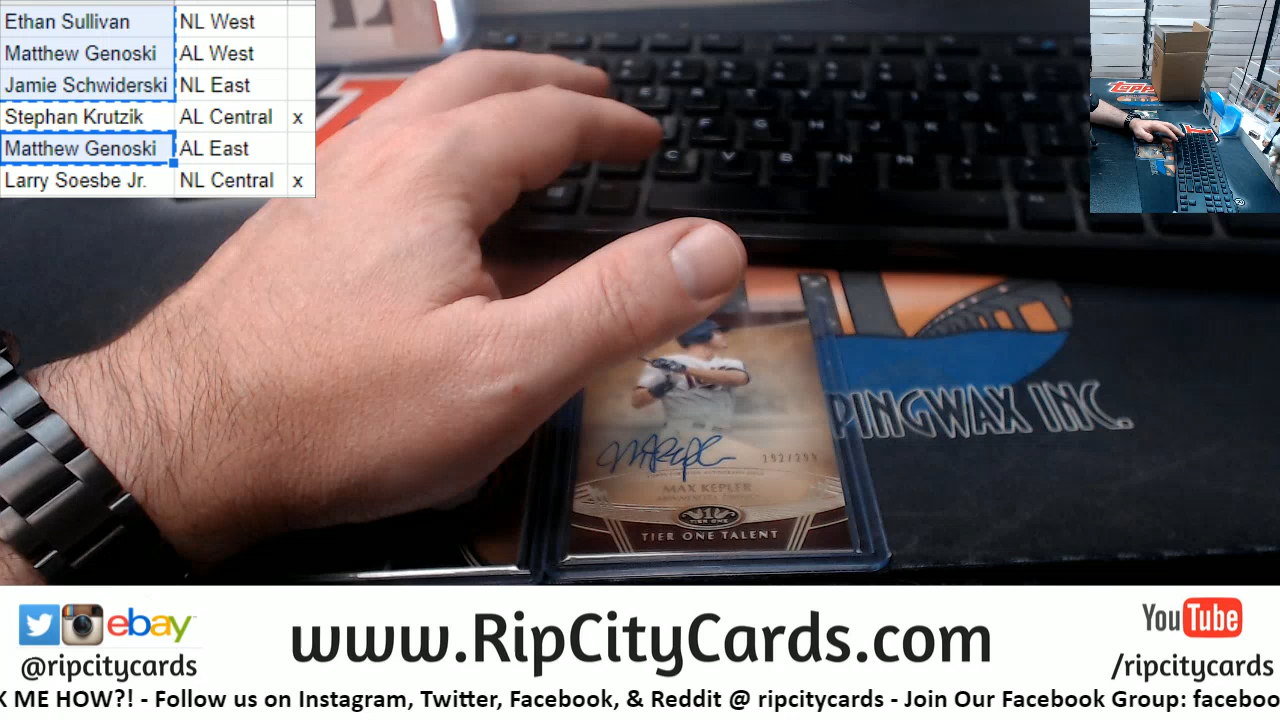 Ethan Sullivan NL West
Matthew Genoski AL West
Jamie Schwiderski NL East
Stephan Krutzik AL Central x
Matthew Genoski AL East
Larry Soesbe Jr. NL Central x
PINGWAX INC.
MAX KEPLER
TIER ONE
TIER ONE TALENT
ebay
@ripcitycards
www.RipCityCards.com
YouTube
/ripcitycards
K ME HOW?! - Follow us on Instagram, Twitter, Facebook, & Reddit @ ripcitycards - Join Our Facebook Group: faceboo